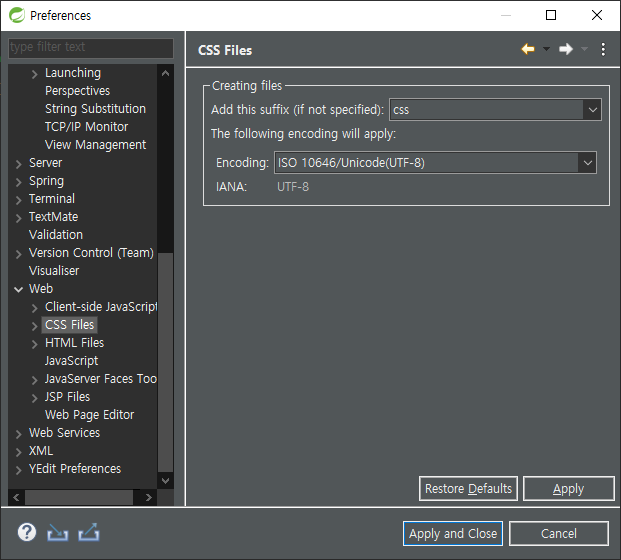 Preferences
type filter text
Launching
Perspectives
String Substitution
TCP/IP Monitor
View Management
Server
Spring
Terminal
TextMate
Validation
Version Control (Team)
Visualiser
Web
Client-side JavaScript
CSS Files
HTML Files
JavaScript
JavaServer Faces Too
JSP Files
Web Page Editor
Web Services
XML
YEdit Preferences
CSS Files
Creating files
Add this suffix (if not specified): css
The following encoding will apply:
Encoding: ISO 10646/Unicode(UTF-8)
IANA: UTF-8
Restore Defaults
Apply
Apply and Close
Cancel